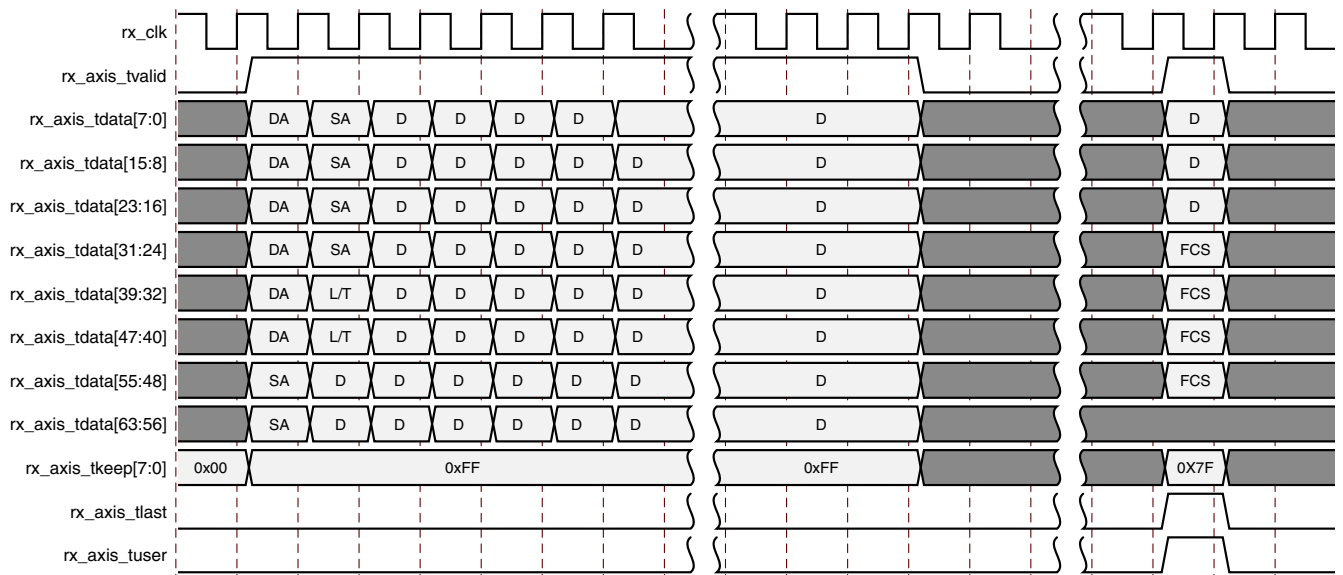 rx_clk
rx_axis_tvalid
rx_axis_tdata[7:0] DA SA D D D D D D
rx_axis_tdata[15:8] DA SA D D D D D D D
rx_axis_tdata[23:16] DA SA D D D D D D D
rx_axis_tdata[31:24] DA SA D D D D D D FCS
rx_axis_tdata[39:32] DA L/T D D D D D D FCS
rx_axis_tdata[47:40] DA L/T D D D D D D FCS
rx_axis_tdata[55:48] SA D D D D D D D FCS
rx_axis_tdata[63:56] SA D D D D D D D
rx_axis_tkeep[7:0] 0x00 0xFF 0xFF 0X7F
rx_axis_tlast
rx_axis_tuser